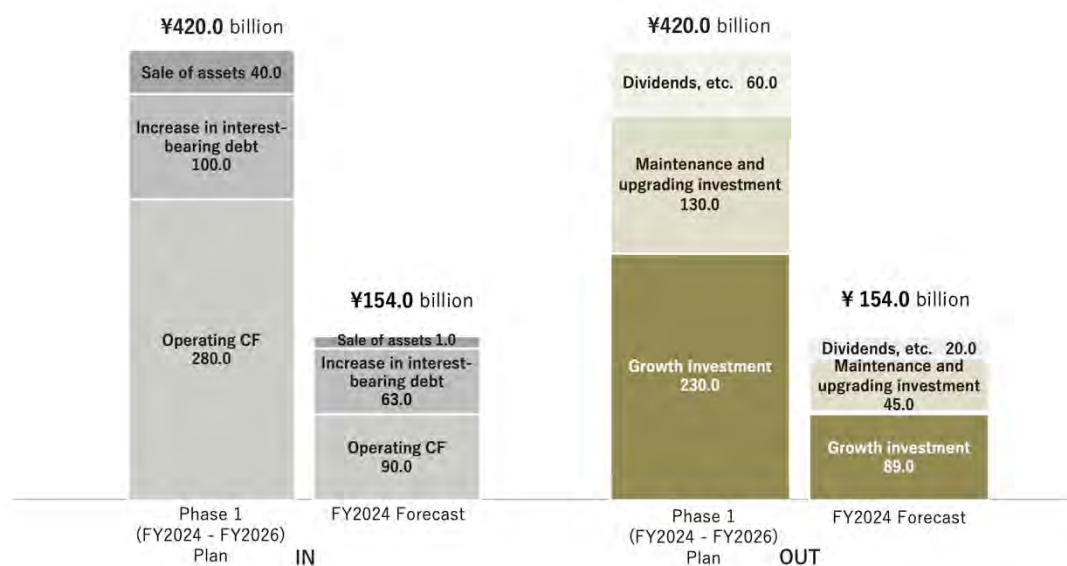 ¥420.0 billion
Sale of assets 40.0
Increase in interest-
bearing debt
100.0
Operating CF
280.0
¥154.0 billion
Sale of assets 1.0
Increase in interest-
bearing debt
63.0
Operating CF
90.0
Phase 1
(FY2024 - FY2026)
Plan
FY2024 Forecast
IN
¥420.0 billion
Dividends, etc. 60.0
Maintenance and
upgrading investment
130.0
Growth Investment
230.0
¥ 154.0 billion
Dividends, etc. 20.0
Maintenance and
upgrading investment
45.0
Growth investment
89.0
Phase 1
(FY2024 - FY2026)
Plan
FY2024 Forecast
OUT